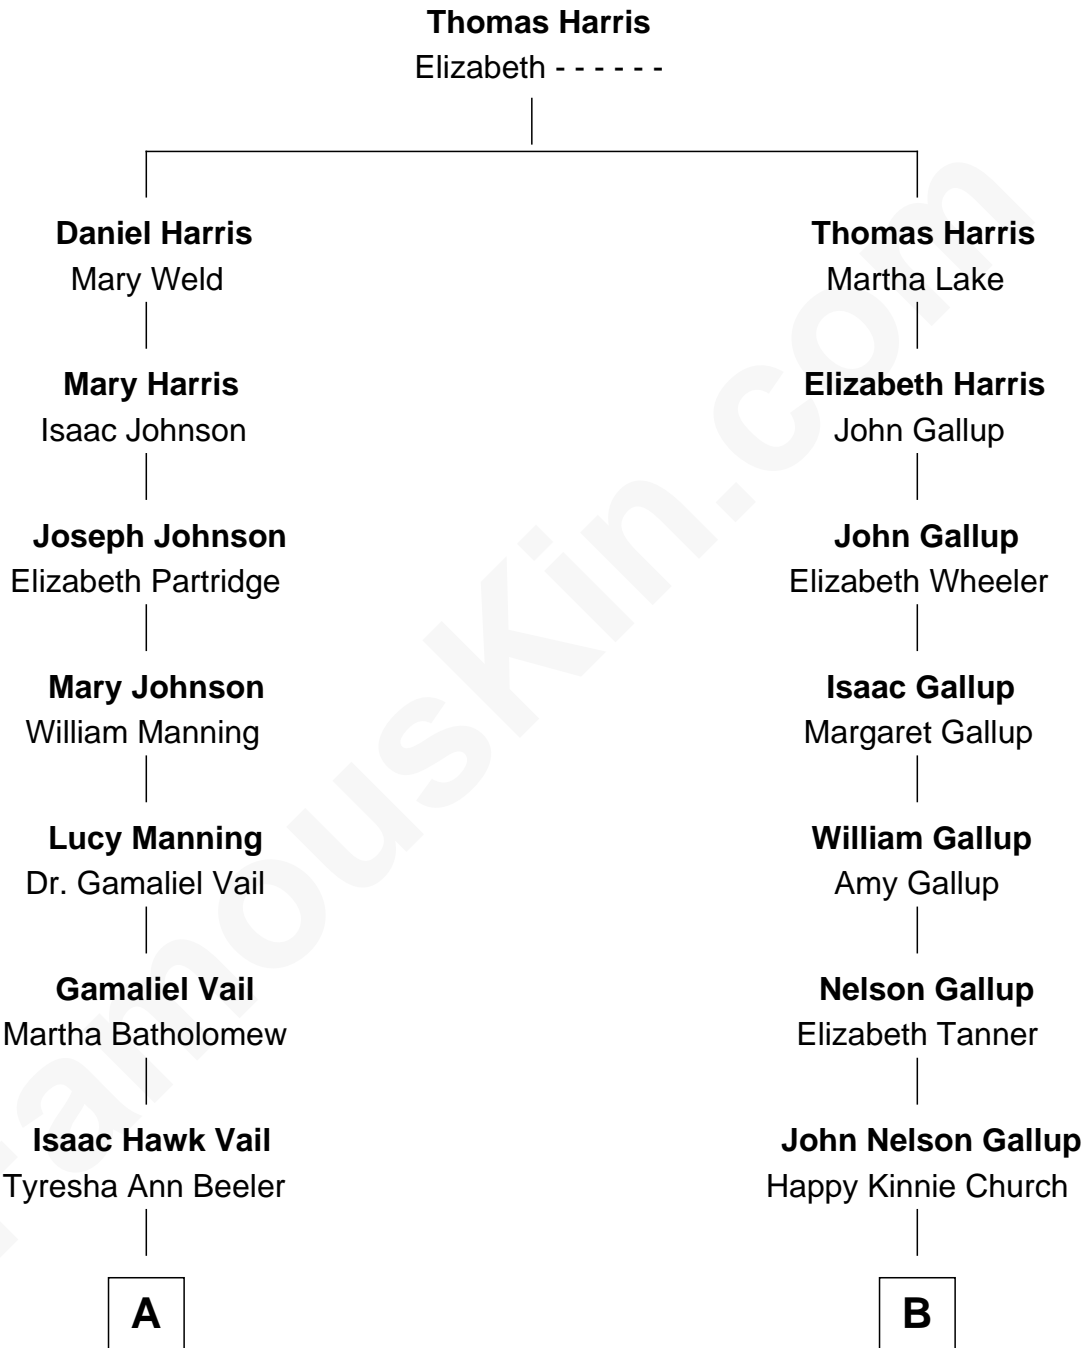 Thomas Harris
Elizabeth - - - - - -
Daniel Harris
Mary Weld
Thomas Harris
Martha Lake
Mary Harris
Isaac Johnson
Elizabeth Harris
John Gallup
Joseph Johnson
Elizabeth Partridge
John Gallup
Elizabeth Wheeler
Mary Johnson
William Manning
Isaac Gallup
Margaret Gallup
Lucy Manning
Dr. Gamaliel Vail
William Gallup
Amy Gallup
Gamaliel Vail
Martha Batholomew
Nelson Gallup
Elizabeth Tanner
Isaac Hawk Vail
Tyresha Ann Beeler
John Nelson Gallup
Happy Kinnie Church
A
B
FamousKin.com